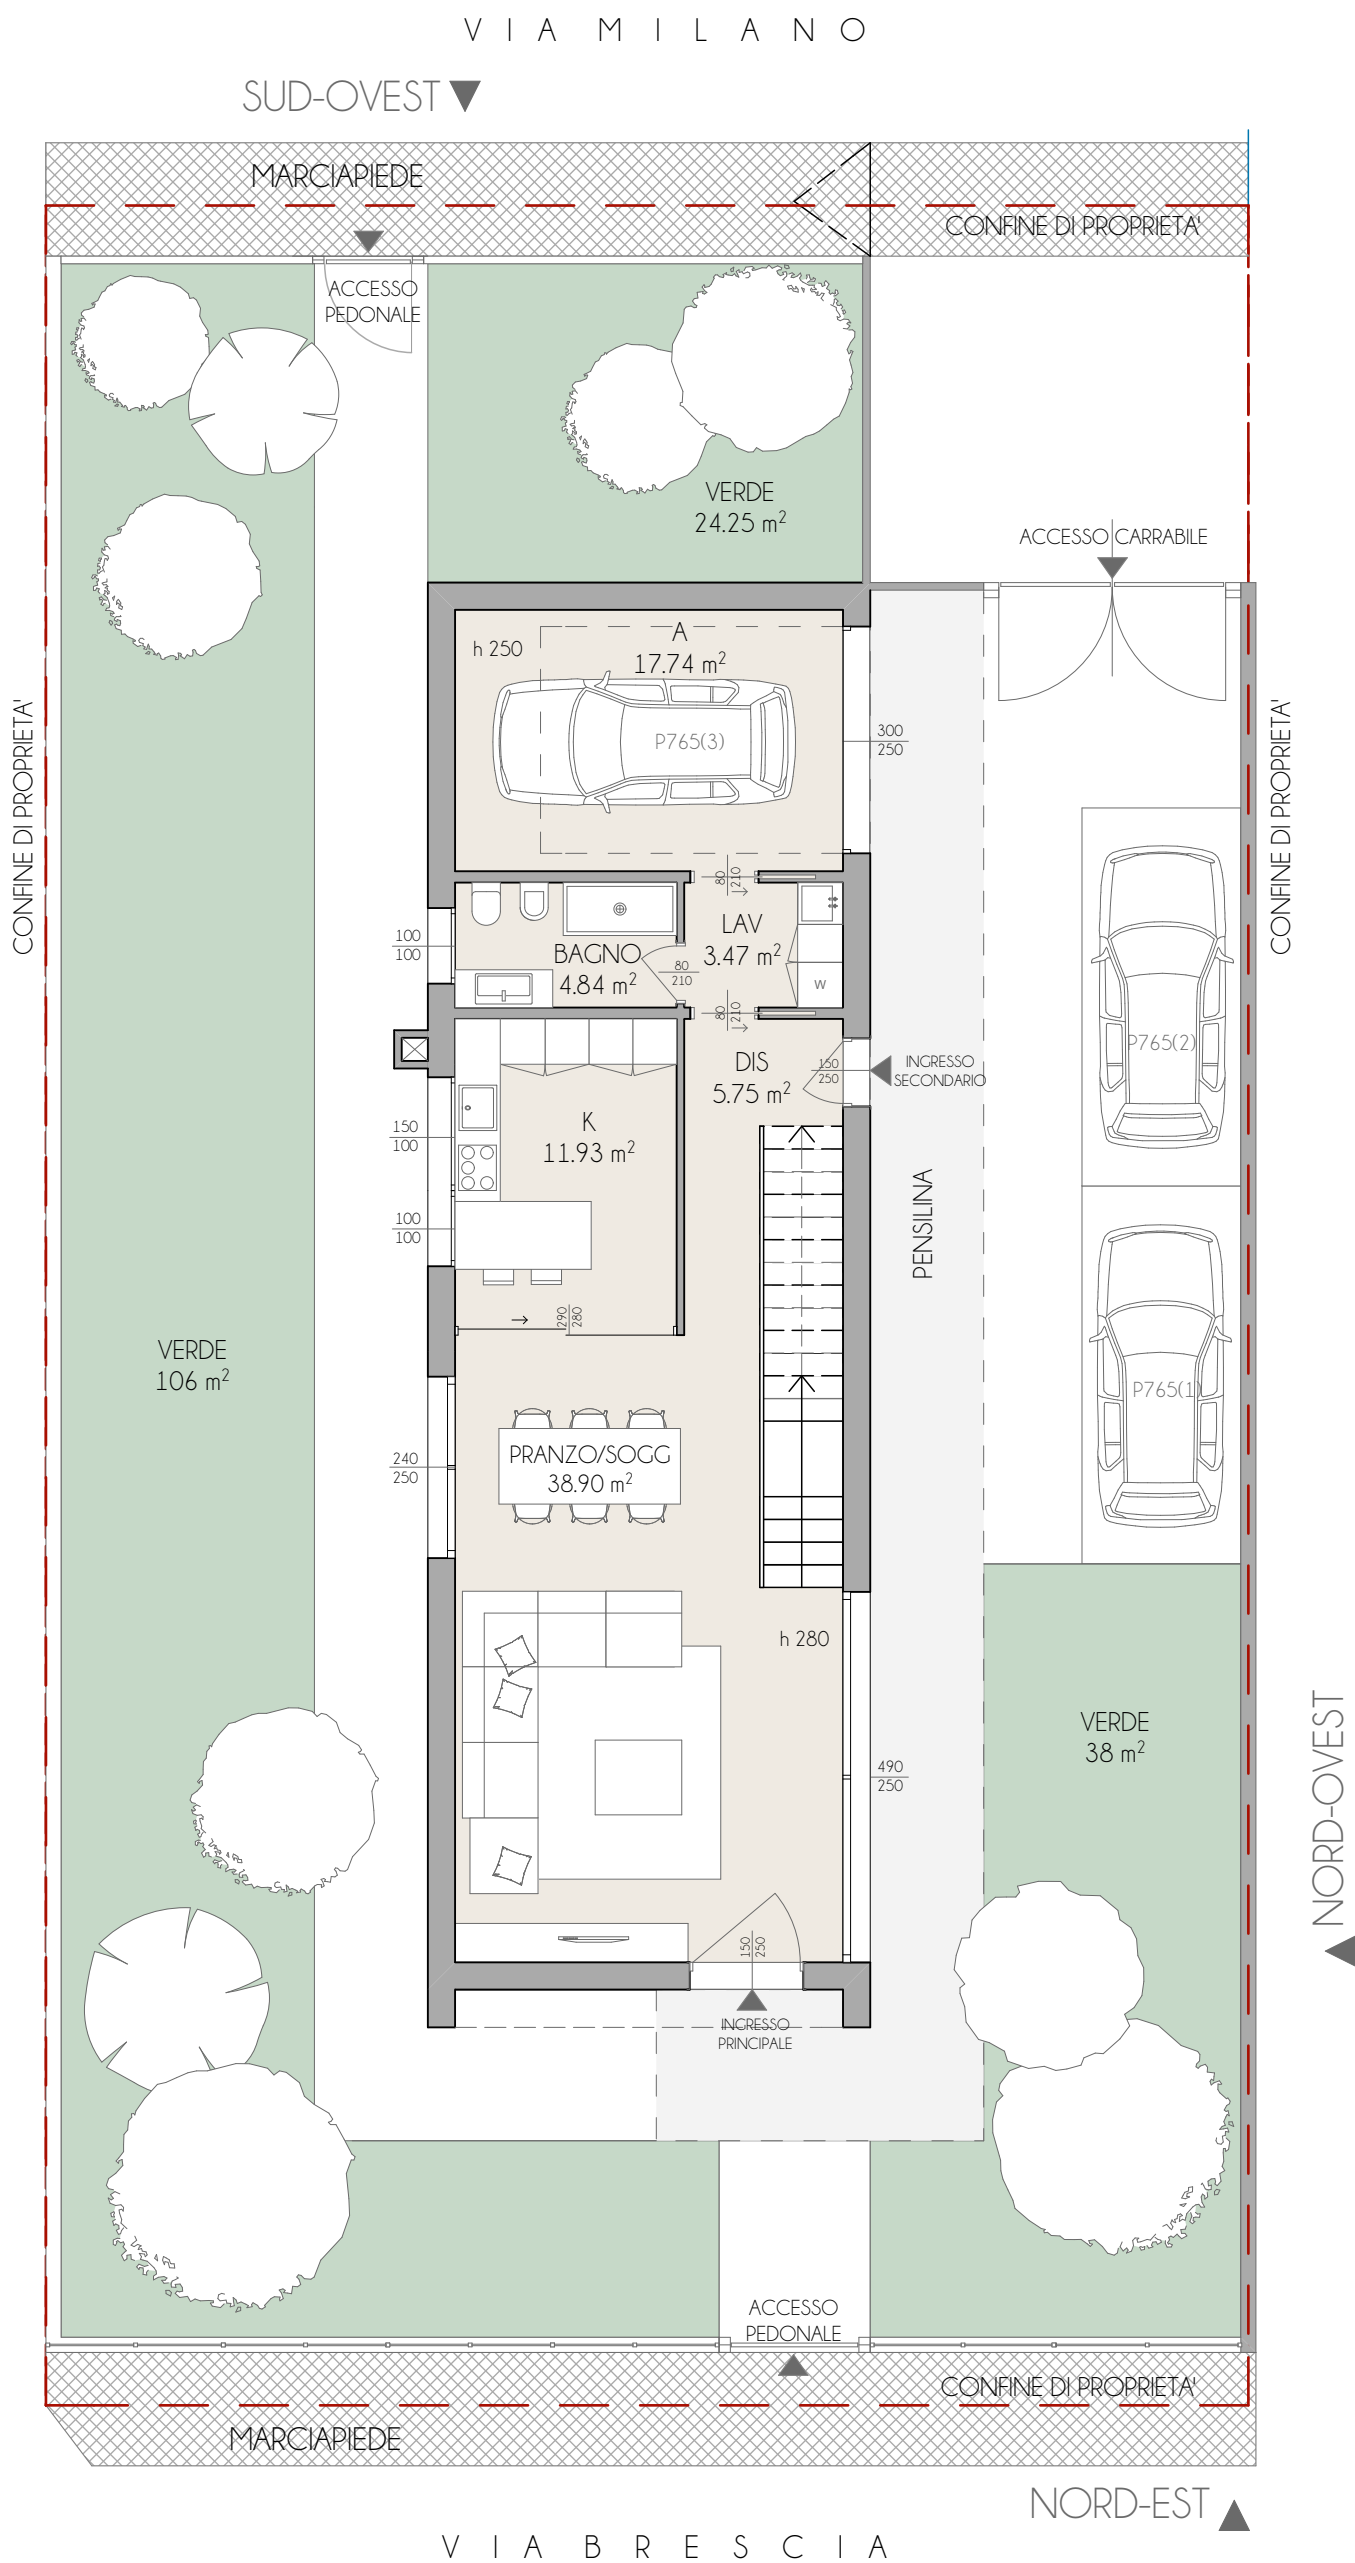 VIA MILANO
SUD-OVEST
MARCIAPIEDE
CONFINE DI PROPRIETA'
ACCESSO
PEDONALE
VERDE
24.25 m²
ACCESSO CARRABILE
A
h 250
17.74 m²
P765(3)
300
250
CONFINE DI PROPRIETA'
CONFINE DI PROPRIETA'
80
210
LAV
3.47 m²
BAGNO
4.84 m²
100
100
80
210
W
80
210
DIS
5.75 m²
150
250
INGRESSO
SECONDARIO
P765(2)
K
11.93 m²
150
100
100
100
PENSILINA
290
280
VERDE
106 m²
P765(1)
PRANZO/SOGG
38.90 m²
240
250
h 280
VERDE
38 m²
490
250
NORD-OVEST
150
250
INGRESSO
PRINCIPALE
ACCESSO
PEDONALE
CONFINE DI PROPRIETA'
MARCIAPIEDE
NORD-EST
VIA BRESCIA